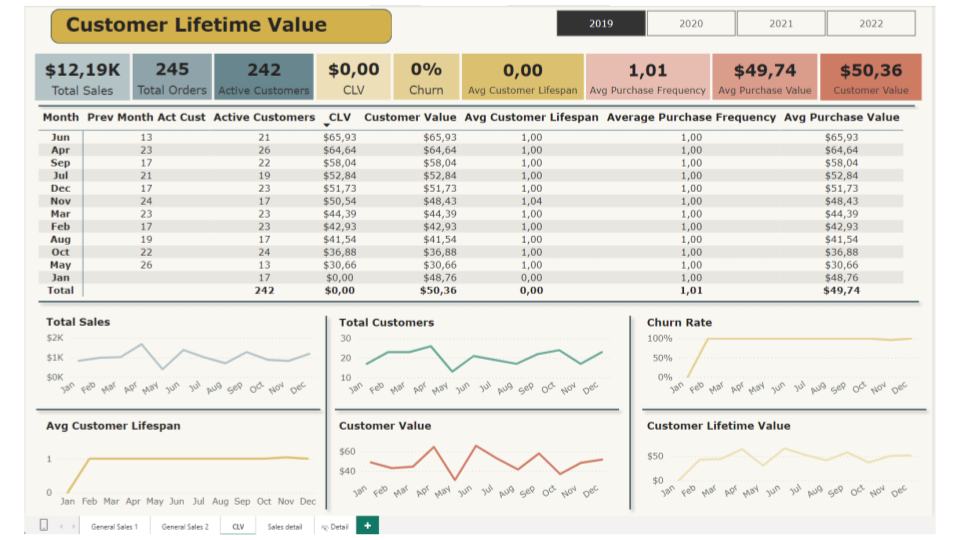 Customer Lifetime Value
2019 2020 2021 2022
$12,19K 245 242 $0,00 0% 0,00 1,01 $49,74 $50,36
Total Sales Total Orders Active Customers CLV Churn Avg Customer Lifespan Avg Purchase Frequency Avg Purchase Value Customer Value
Month Prev Month Act Cust Active Customers CLV Customer Value Avg Customer Lifespan Average Purchase Frequency Avg Purchase Value
Jun 13 21 $65,93 $65,93 1,00 1,00 $65,93
Apr 23 26 $64,64 $64,64 1,00 1,00 $64,64
Sep 17 22 $58,04 $58,04 1,00 1,00 $58,04
Jul 21 19 $52,84 $52,84 1,00 1,00 $52,84
Dec 17 23 $51,73 $51,73 1,00 1,00 $51,73
Nov 24 17 $50,54 $48,43 1,04 1,00 $48,43
Mar 23 23 $44,39 $44,39 1,00 1,00 $44,39
Feb 17 23 $42,93 $42,93 1,00 1,00 $42,93
Aug 19 17 $41,54 $41,54 1,00 1,00 $41,54
Oct 22 24 $36,88 $36,88 1,00 1,00 $36,88
May 26 13 $30,66 $30,66 1,00 1,00 $30,66
Jan 17 $0,00 $48,76 0,00 1,00 $48,76
Total 242 $0,00 $50,36 0,00 1,01 $49,74
Total Sales
$2K
$1K
$0K
Jan Feb Mar Apr May Jun Jul Aug Sep Oct Nov Dec
Total Customers
30
20
10
Jan Feb Mar Apr May Jun Jul Aug Sep Oct Nov Dec
Churn Rate
100%
50%
0%
Jan Feb Mar Apr May Jun Jul Aug Sep Oct Nov Dec
Avg Customer Lifespan
1
0
Jan Feb Mar Apr May Jun Jul Aug Sep Oct Nov Dec
Customer Value
$60
$40
Jan Feb Mar Apr May Jun Jul Aug Sep Oct Nov Dec
Customer Lifetime Value
$50
$0
Jan Feb Mar Apr May Jun Jul Aug Sep Oct Nov Dec
General Sales 1 General Sales 2 CLV Sales detail Detail +